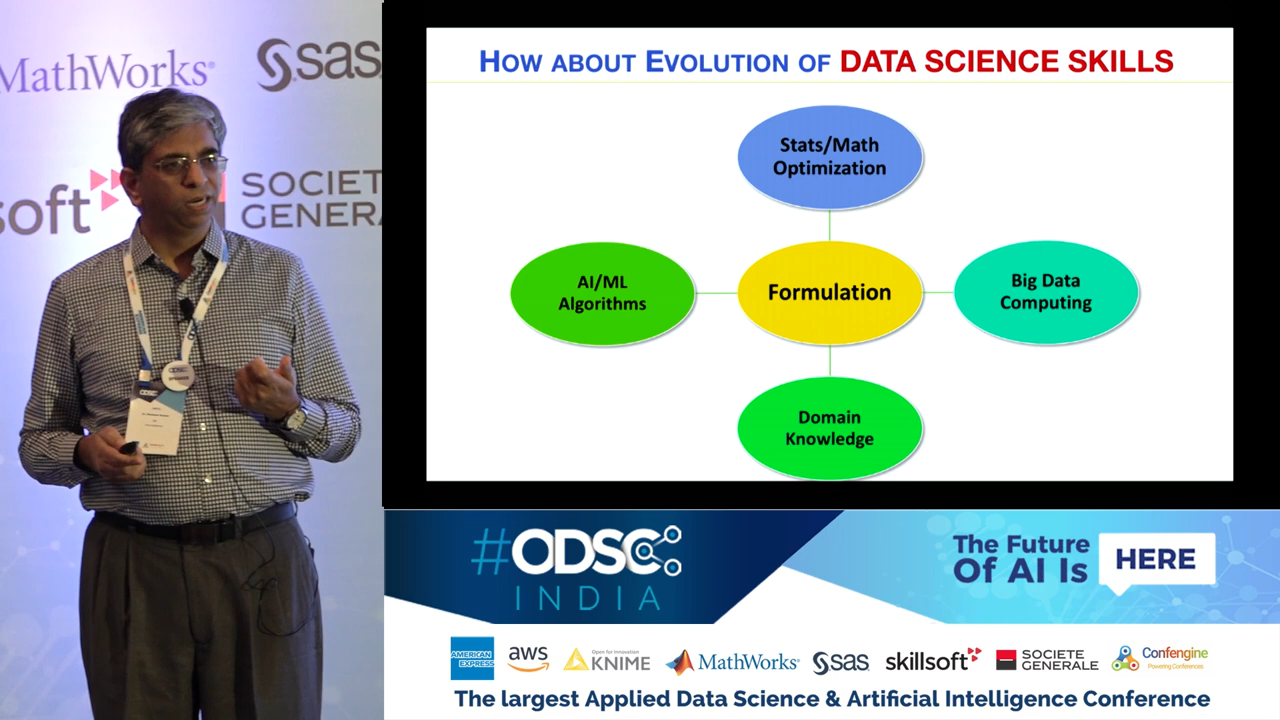 MathWorks®
sas
soft
SOCIET
GENERA
ODSC
HOW ABOUT EVOLUTION OF DATA SCIENCE SKILLS
Stats/Math
Optimization
AI/ML
Algorithms
Formulation
Big Data
Computing
Domain
Knowledge
#ODSC
INDIA
The Future
Of AI Is
HERE
AMERICAN
EXPRESS
aws
Open for Innovation
KNIME
MathWorks®
sas
skillsoft
SOCIETE
GENERALE
Confengine
Powering Conferences
The largest Applied Data Science & Artificial Intelligence Conference